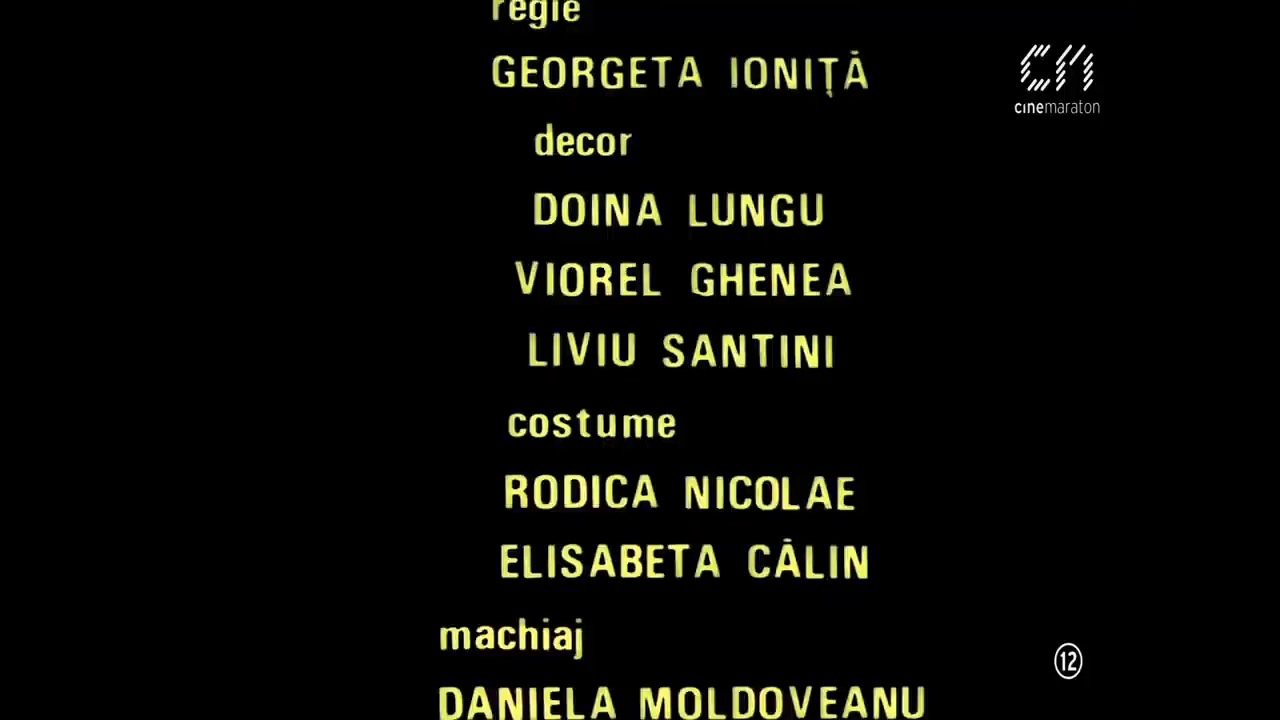 regie
GEORGETA IONIȚĂ
decor
DOINA LUNGU
VIOREL GHENEA
LIVIU SANTINI
costume
RODICA NICOLAE
ELISABETA CĂLIN
machiaj
DANIELA MOLDOVEANU
CM
cinemaraton
12